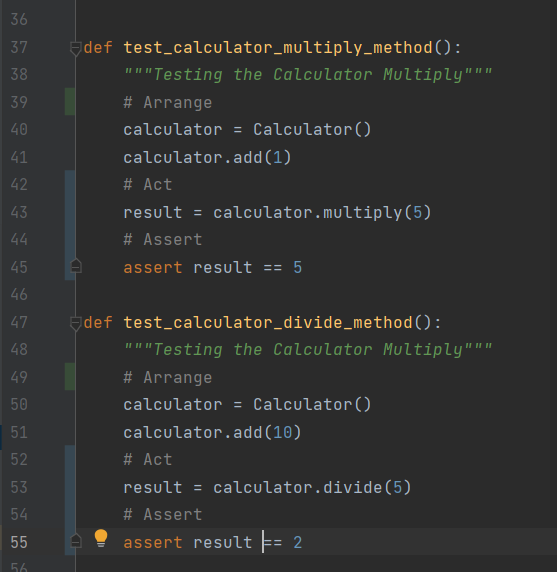 36
37 def test_calculator_multiply_method():
38 """Testing the Calculator Multiply"""
39 # Arrange
40 calculator = Calculator()
41 calculator.add(1)
42 # Act
43 result = calculator.multiply(5)
44 # Assert
45 assert result == 5
46
47 def test_calculator_divide_method():
48 """Testing the Calculator Multiply"""
49 # Arrange
50 calculator = Calculator()
51 calculator.add(10)
52 # Act
53 result = calculator.divide(5)
54 # Assert
55 assert result == 2
56